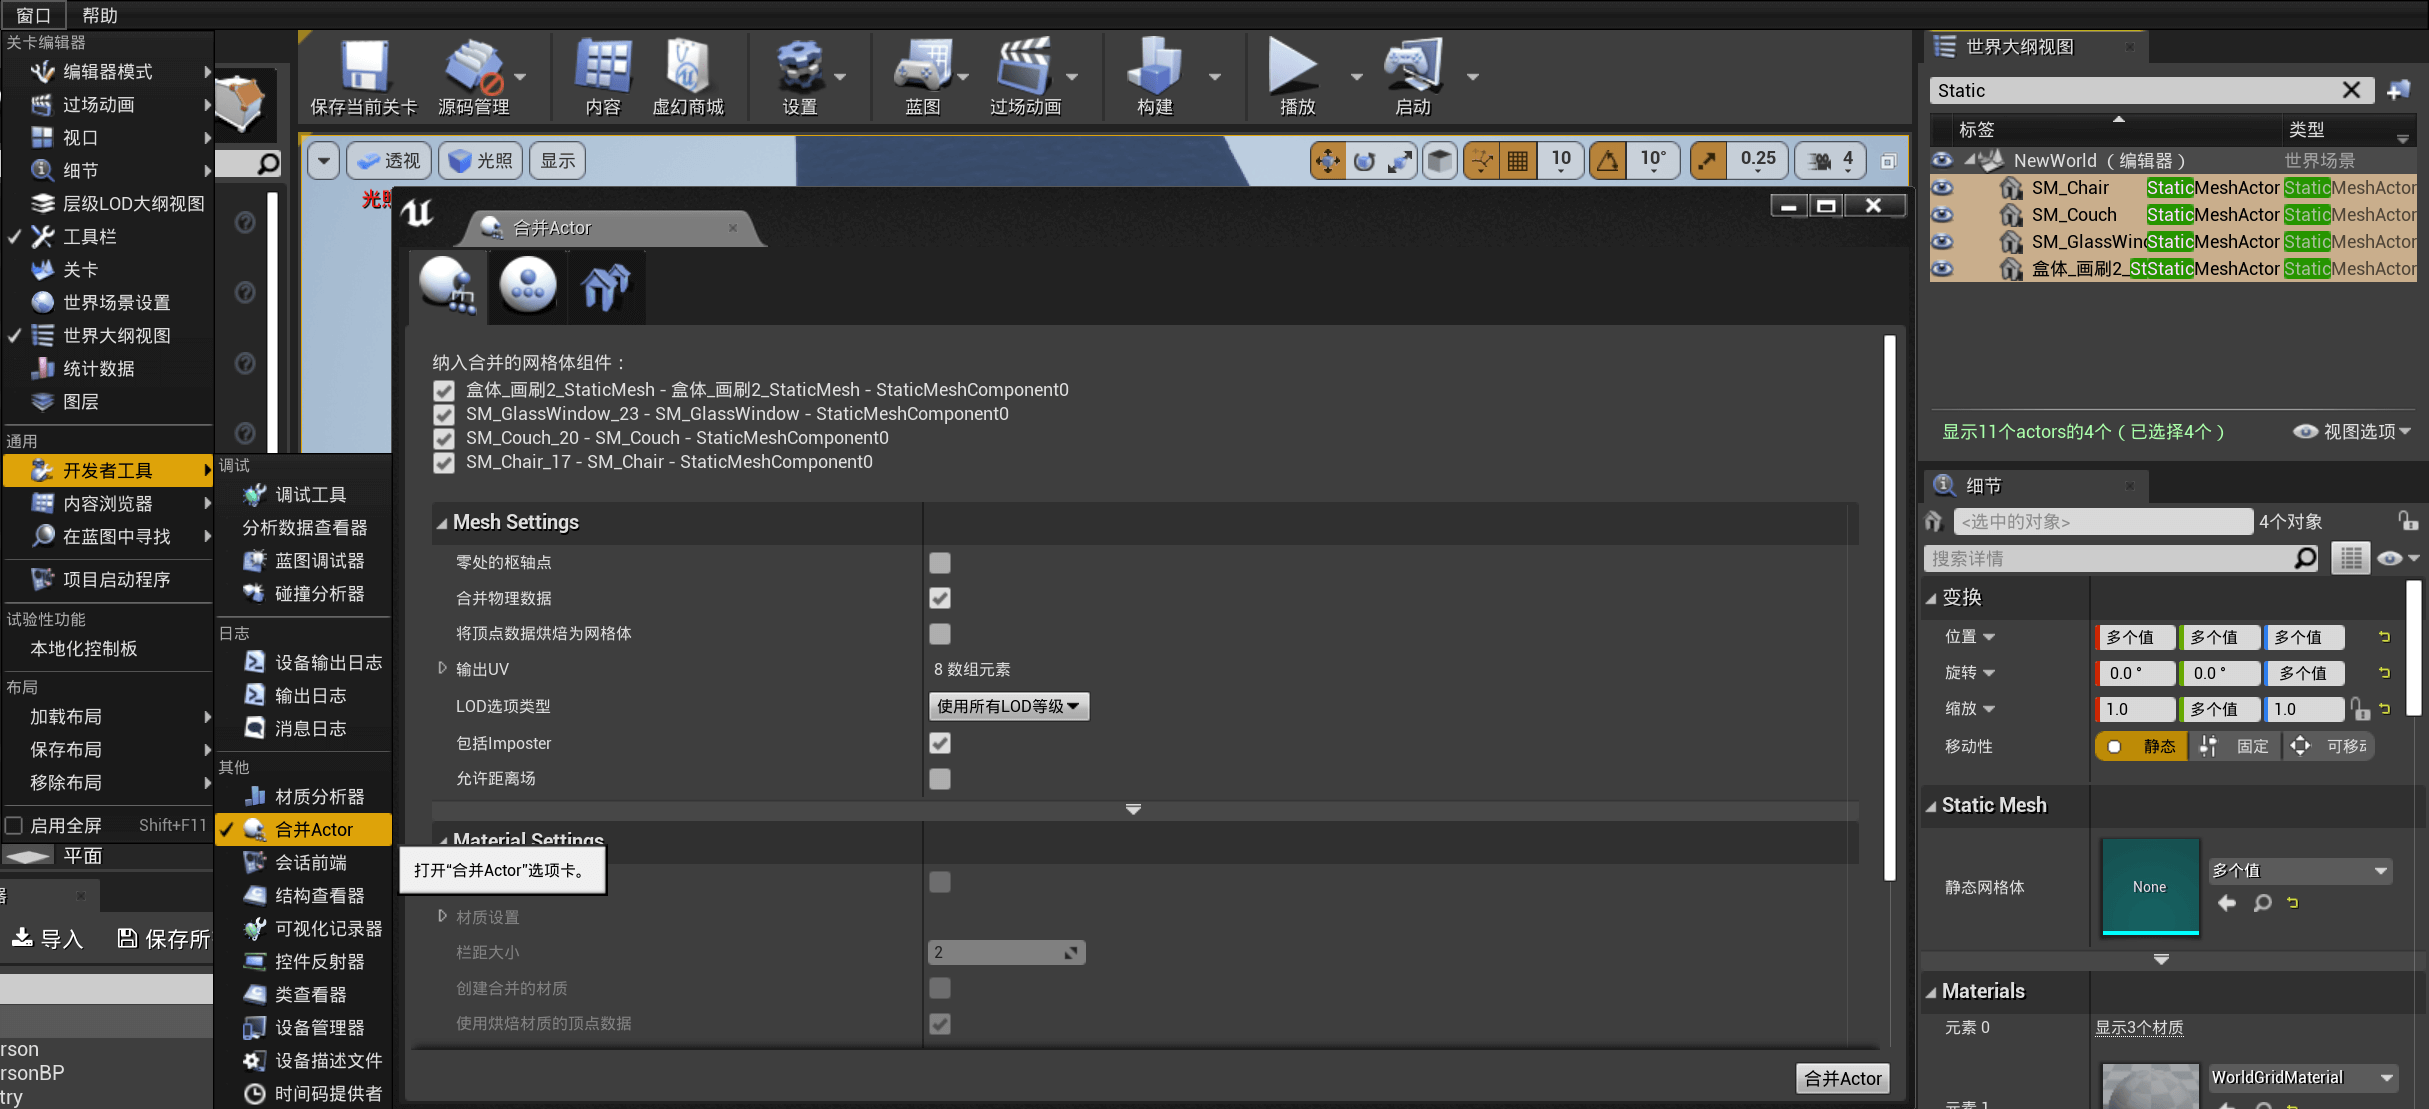 窗口 帮助
关卡编辑器
编辑器模式
过场动画
视口
细节
层级LOD大纲视图
工具栏
关卡
世界场景设置
世界大纲视图
统计数据
图层
通用
开发者工具
内容浏览器
在蓝图中寻找
项目启动程序
试验性功能
本地化控制板
布局
加载布局
保存布局
移除布局
启用全屏 Shift+F11
平面
导入 保存所
rson
rsonBP
try
调试
调试工具
分析数据查看器
蓝图调试器
碰撞分析器
日志
设备输出日志
输出日志
消息日志
其他
材质分析器
合并Actor
会话前端
结构查看器
可视化记录器
控件反射器
类查看器
设备管理器
设备描述文件
时间码提供者
打开“合并Actor”选项卡。
保存当前关卡 源码管理 内容 虚幻商城 设置 蓝图 过场动画 构建 播放 启动
透视 光照 显示 10 10° 0.25 4
光照
合并Actor
纳入合并的网格体组件：
盒体_画刷2_StaticMesh - 盒体_画刷2_StaticMesh - StaticMeshComponent0
SM_GlassWindow_23 - SM_GlassWindow - StaticMeshComponent0
SM_Couch_20 - SM_Couch - StaticMeshComponent0
SM_Chair_17 - SM_Chair - StaticMeshComponent0
Mesh Settings
零处的枢轴点
合并物理数据
将顶点数据烘焙为网格体
输出UV 8 数组元素
LOD选项类型 使用所有LOD等级
包括Imposter
允许距离场
Material Settings
材质设置
栏距大小 2
创建合并的材质
使用烘焙材质的顶点数据
合并Actor
世界大纲视图
Static
标签 类型
NewWorld（编辑器） 世界场景
SM_Chair StaticMeshActor StaticMeshActor
SM_Couch StaticMeshActor StaticMeshActor
SM_GlassWind StaticMeshActor StaticMeshActor
盒体_画刷2_St StaticMeshActor StaticMeshActor
显示11个actors的4个（已选择4个） 视图选项
细节
<选中的对象> 4个对象
搜索详情
变换
位置 多个值 多个值 多个值
旋转 0.0 ° 0.0 ° 多个值
缩放 1.0 多个值 1.0
移动性 静态 固定 可移
Static Mesh
静态网格体 None 多个值
Materials
元素 0 显示3个材质
WorldGridMaterial
元素 1